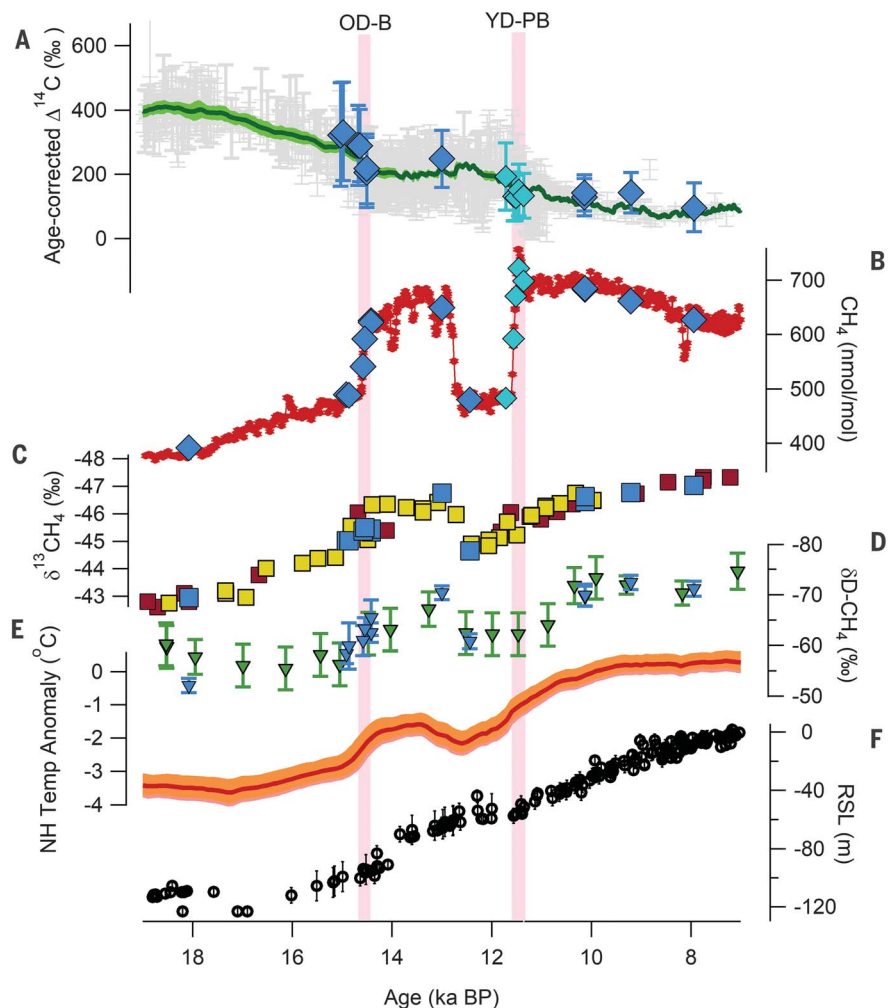 OD-B
YD-PB
A
600
400
200
0
Age-corrected Δ¹⁴C (‰)
B
700
600
500
400
CH₄ (nmol/mol)
C
-48
-47
-46
-45
-44
-43
δ¹³CH₄ (‰)
D
-80
-70
-60
-50
δD-CH₄ (‰)
E
0
-1
-2
-3
-4
NH Temp Anomaly (°C)
F
0
-40
-80
-120
RSL (m)
18
16
14
12
10
8
Age (ka BP)